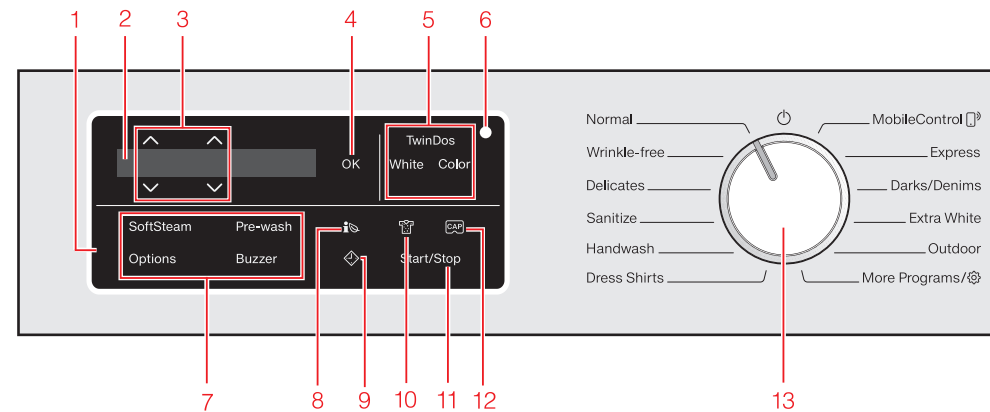 1 2 3 4 5 6
TwinDos
OK White Color
SoftSteam Pre-wash
CAP
Options Buzzer Start/Stop
Normal MobileControl
Wrinkle-free Express
Delicates Darks/Denims
Sanitize Extra White
Handwash Outdoor
Dress Shirts More Programs/
7 8 9 10 11 12 13